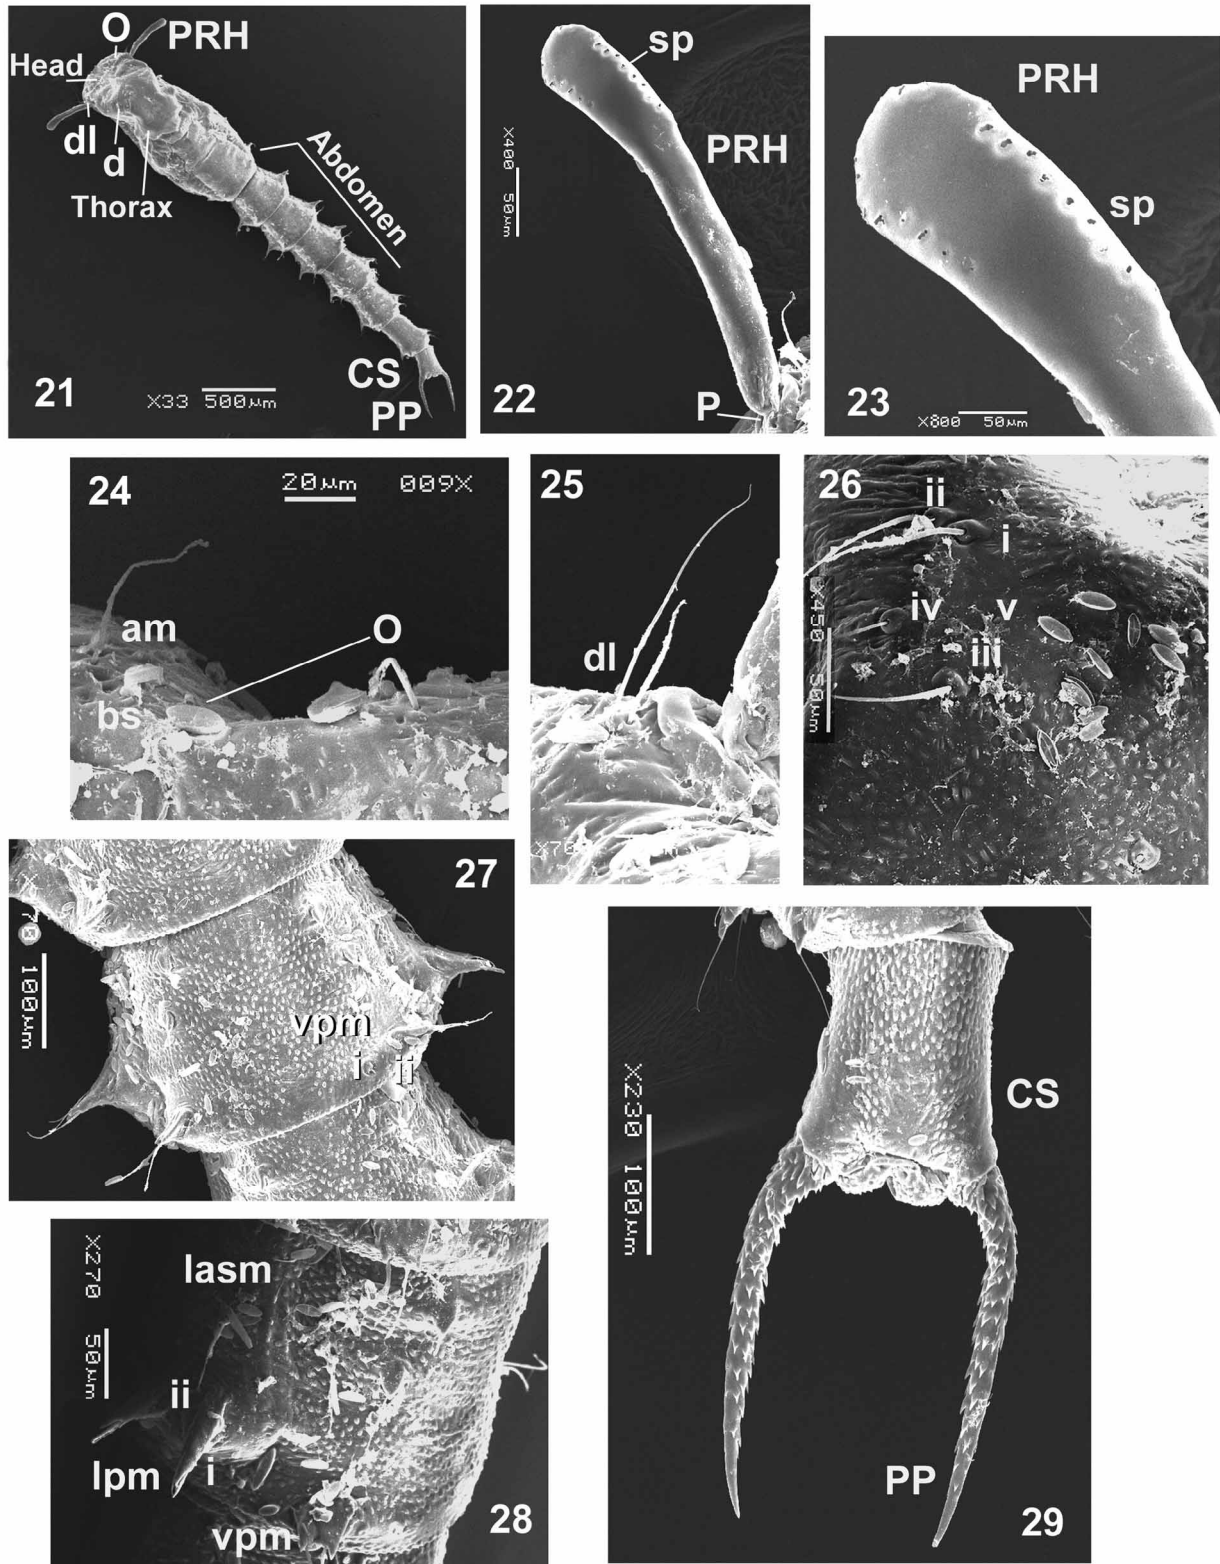 O
PRH
Head
dl
d
Thorax
Abdomen
CS
PP
21
X33 500µm
sp
X400 50µm
PRH
22
P
PRH
sp
23
X800 50µm
24
20µm 009X
am
O
bs
25
dl
26
ii
i
iv
v
iii
X450 50µm
27
100µm
vpm
i
ii
28
X270 50µm
lasm
ii
lpm
i
vpm
X230 100µm
CS
PP
29